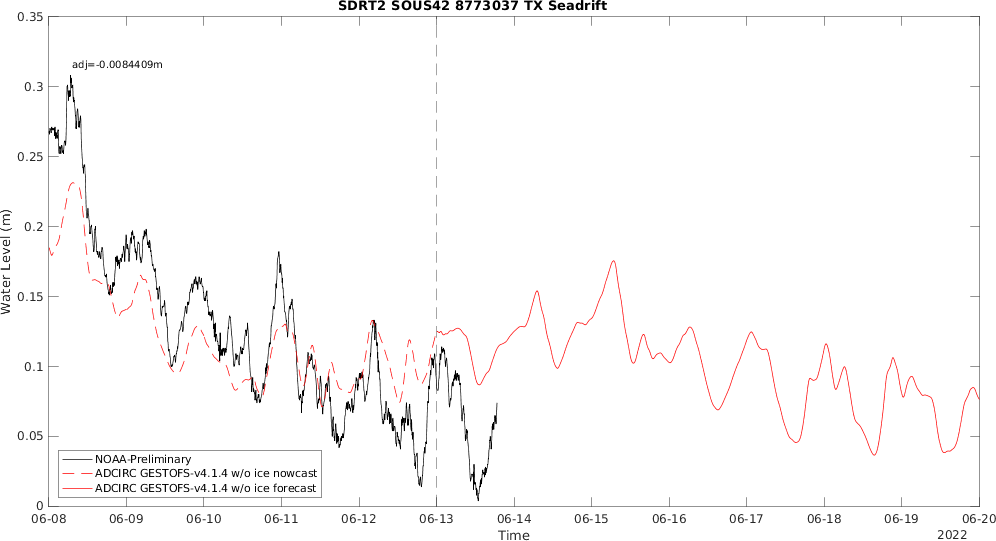 SDRT2 SOUS42 8773037 TX Seadrift
adj=-0.0084409m
0.35
0.3
0.25
0.2
0.15
0.1
0.05
0
Water Level (m)
NOAA-Preliminary
ADCIRC GESTOFS-v4.1.4 w/o ice nowcast
ADCIRC GESTOFS-v4.1.4 w/o ice forecast
06-08 06-09 06-10 06-11 06-12 06-13 06-14 06-15 06-16 06-17 06-18 06-19 06-20
Time
2022